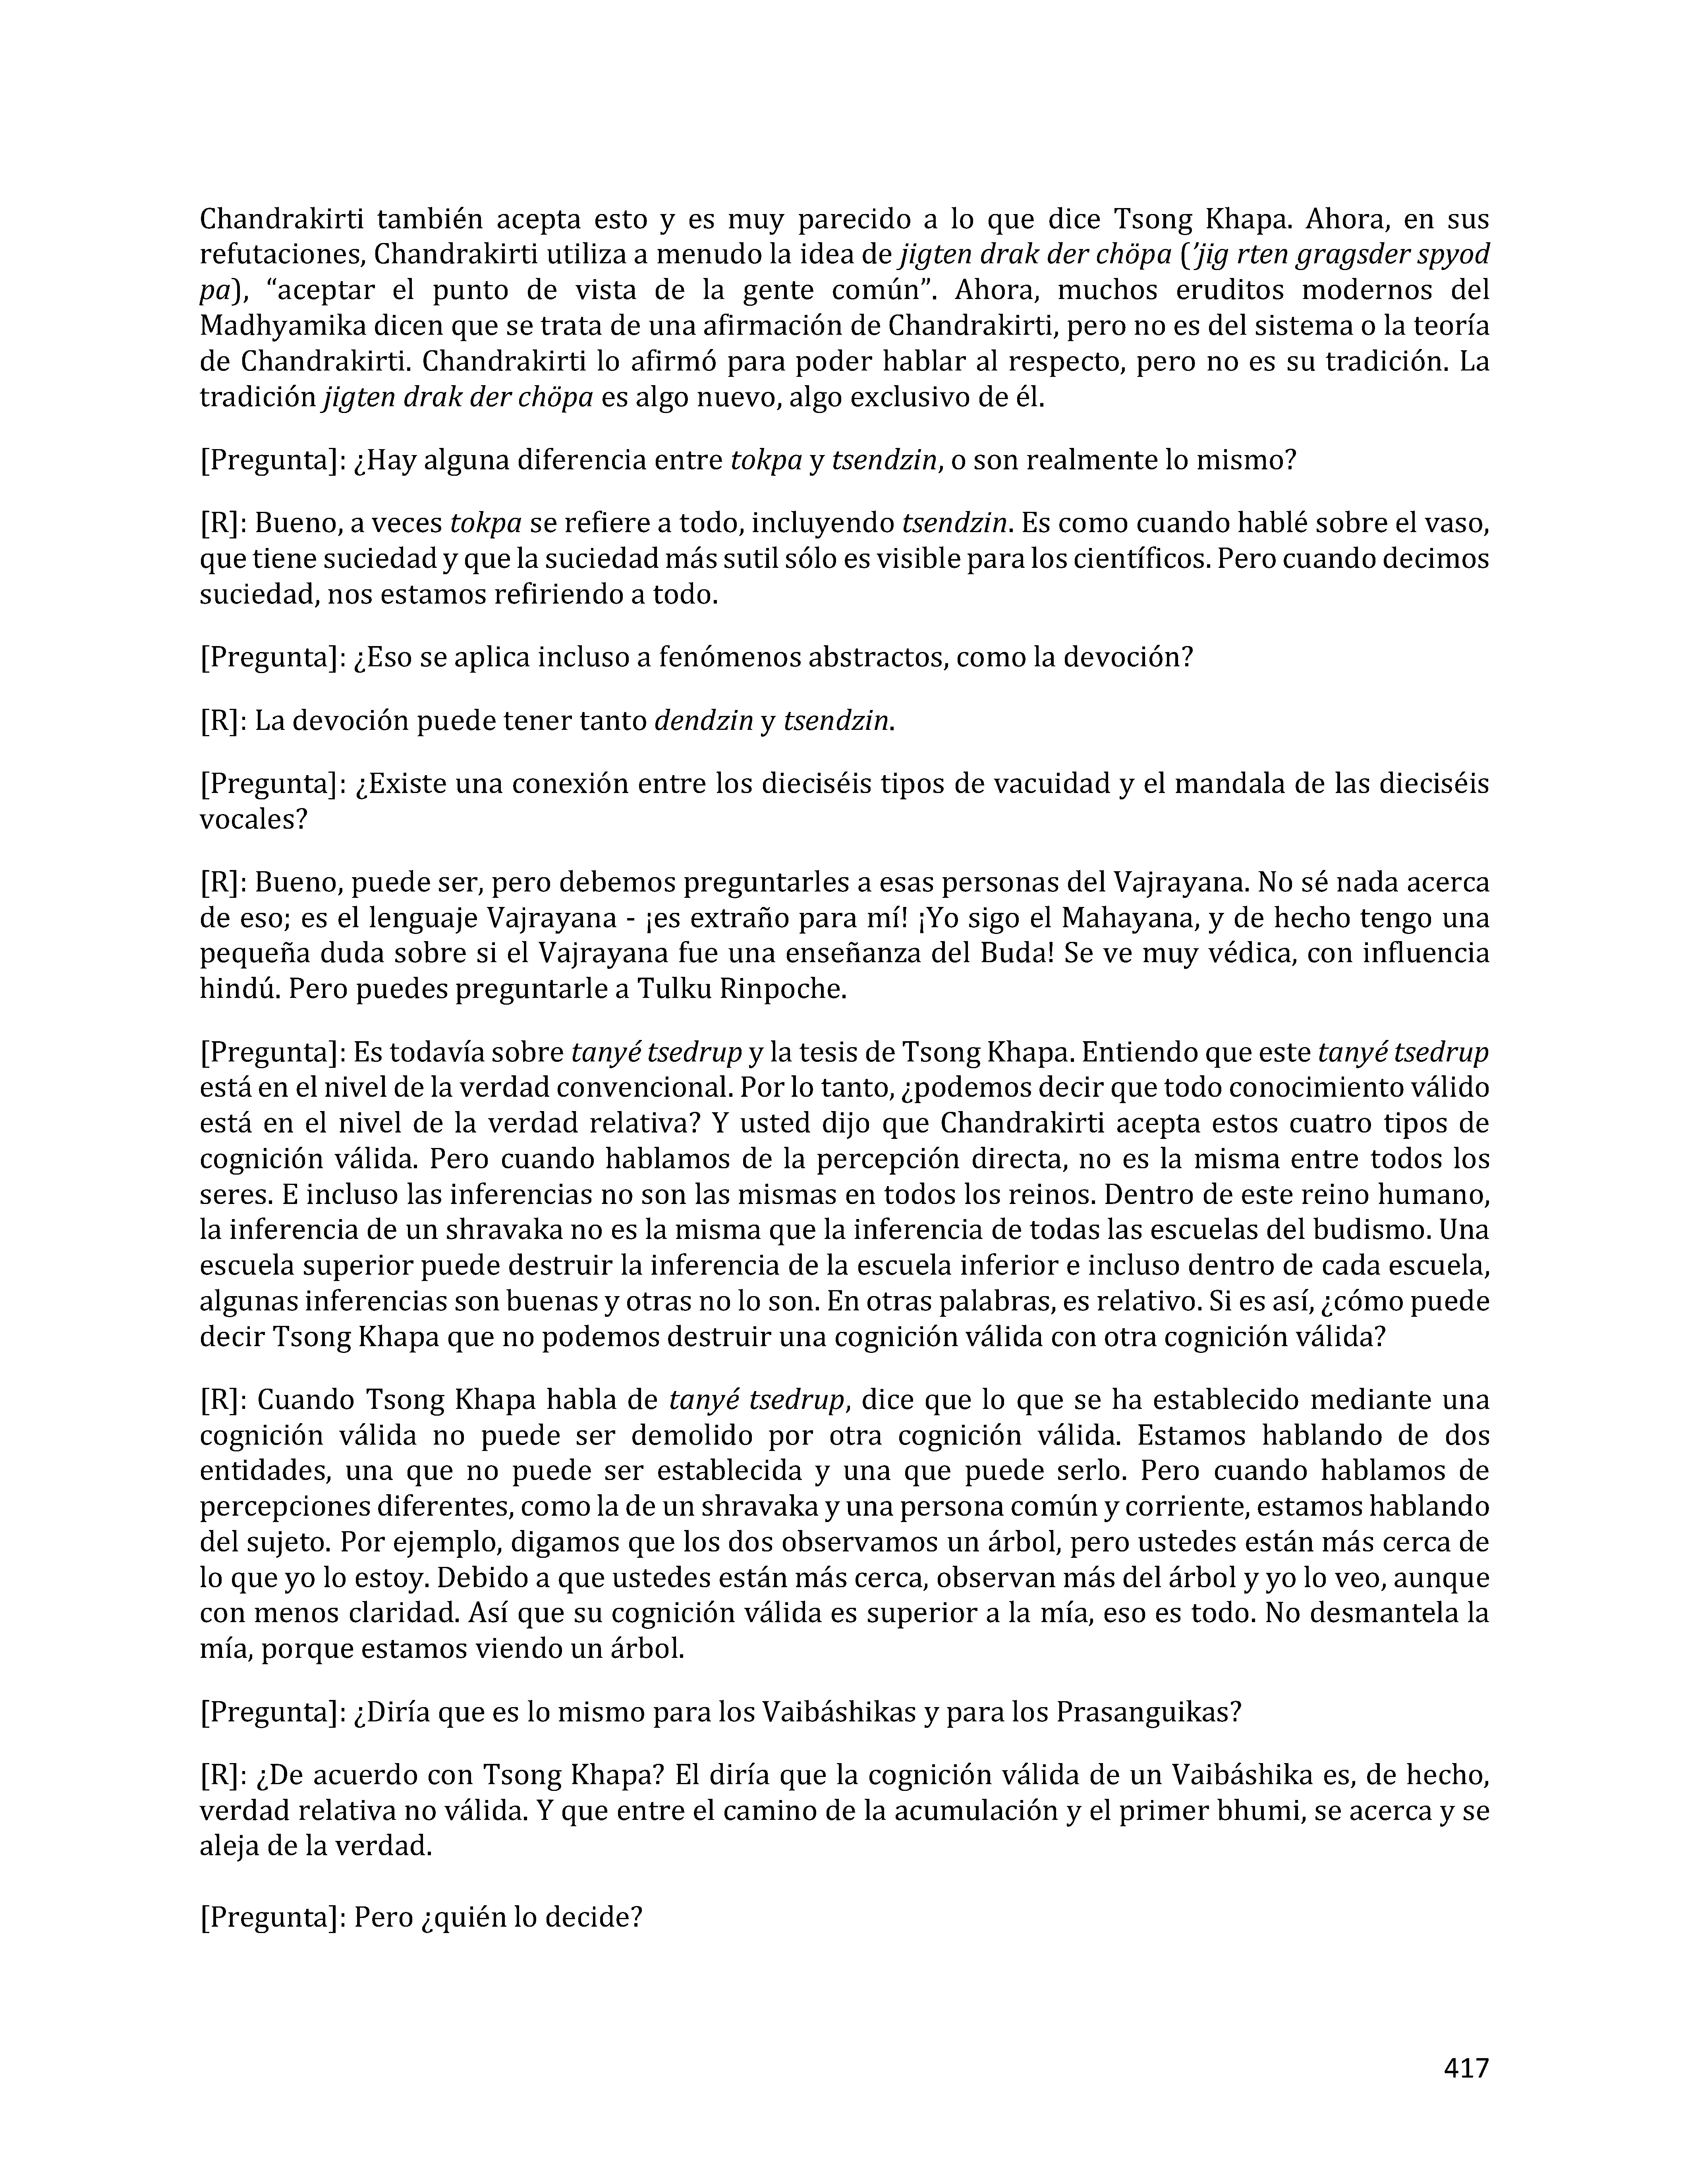 Chandrakirti también acepta esto y es muy parecido a lo que dice Tsong Khapa. Ahora, en sus
refutaciones, Chandrakirti utiliza a menudo la idea de jigten drak der chöpa (’jig rten gragsder spyod
pa), “aceptar el punto de vista de la gente común”. Ahora, muchos eruditos modernos del
Madhyamika dicen que se trata de una afirmación de Chandrakirti, pero no es del sistema o la teoría
de Chandrakirti. Chandrakirti lo afirmó para poder hablar al respecto, pero no es su tradición. La
tradición jigten drak der chöpa es algo nuevo, algo exclusivo de él.
[Pregunta]: ¿Hay alguna diferencia entre tokpa y tsendzin, o son realmente lo mismo?
[R]: Bueno, a veces tokpa se refiere a todo, incluyendo tsendzin. Es como cuando hablé sobre el vaso,
que tiene suciedad y que la suciedad más sutil sólo es visible para los científicos. Pero cuando decimos
suciedad, nos estamos refiriendo a todo.
[Pregunta]: ¿Eso se aplica incluso a fenómenos abstractos, como la devoción?
[R]: La devoción puede tener tanto dendzin y tsendzin.
[Pregunta]: ¿Existe una conexión entre los dieciséis tipos de vacuidad y el mandala de las dieciséis
vocales?
[R]: Bueno, puede ser, pero debemos preguntarles a esas personas del Vajrayana. No sé nada acerca
de eso; es el lenguaje Vajrayana - ¡es extraño para mí! ¡Yo sigo el Mahayana, y de hecho tengo una
pequeña duda sobre si el Vajrayana fue una enseñanza del Buda! Se ve muy védica, con influencia
hindú. Pero puedes preguntarle a Tulku Rinpoche.
[Pregunta]: Es todavía sobre tanyé tsedrup y la tesis de Tsong Khapa. Entiendo que este tanyé tsedrup
está en el nivel de la verdad convencional. Por lo tanto, ¿podemos decir que todo conocimiento válido
está en el nivel de la verdad relativa? Y usted dijo que Chandrakirti acepta estos cuatro tipos de
cognición válida. Pero cuando hablamos de la percepción directa, no es la misma entre todos los
seres. E incluso las inferencias no son las mismas en todos los reinos. Dentro de este reino humano,
la inferencia de un shravaka no es la misma que la inferencia de todas las escuelas del budismo. Una
escuela superior puede destruir la inferencia de la escuela inferior e incluso dentro de cada escuela,
algunas inferencias son buenas y otras no lo son. En otras palabras, es relativo. Si es así, ¿cómo puede
decir Tsong Khapa que no podemos destruir una cognición válida con otra cognición válida?
[R]: Cuando Tsong Khapa habla de tanyé tsedrup, dice que lo que se ha establecido mediante una
cognición válida no puede ser demolido por otra cognición válida. Estamos hablando de dos
entidades, una que no puede ser establecida y una que puede serlo. Pero cuando hablamos de
percepciones diferentes, como la de un shravaka y una persona común y corriente, estamos hablando
del sujeto. Por ejemplo, digamos que los dos observamos un árbol, pero ustedes están más cerca de
lo que yo lo estoy. Debido a que ustedes están más cerca, observan más del árbol y yo lo veo, aunque
con menos claridad. Así que su cognición válida es superior a la mía, eso es todo. No desmantela la
mía, porque estamos viendo un árbol.
[Pregunta]: ¿Diría que es lo mismo para los Vaibáshikas y para los Prasanguikas?
[R]: ¿De acuerdo con Tsong Khapa? El diría que la cognición válida de un Vaibáshika es, de hecho,
verdad relativa no válida. Y que entre el camino de la acumulación y el primer bhumi, se acerca y se
aleja de la verdad.
[Pregunta]: Pero ¿quién lo decide?
417